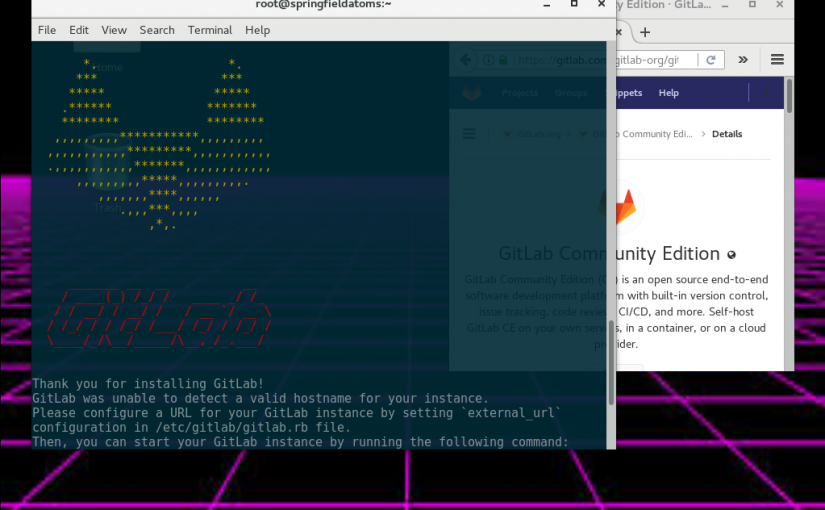 root@springfieldatoms:~
File Edit View Search Terminal Help
Home
Trash
GitLab
Thank you for installing GitLab!
GitLab was unable to detect a valid hostname for your instance.
Please configure a URL for your GitLab instance by setting `external_url`
configuration in /etc/gitlab/gitlab.rb file.
Then, you can start your GitLab instance by running the following command:
y Edition · GitLa...
https://gitlab.com/gitlab-org/git
Projects Groups Snippets Help
GitLab.org > GitLab Community Edi... > Details
GitLab Community Edition
GitLab Community Edition (CE) is an open source end-to-end
software development platform with built-in version control,
issue tracking, code review, CI/CD, and more. Self-host
GitLab CE on your own servers, in a container, or on a cloud
provider.